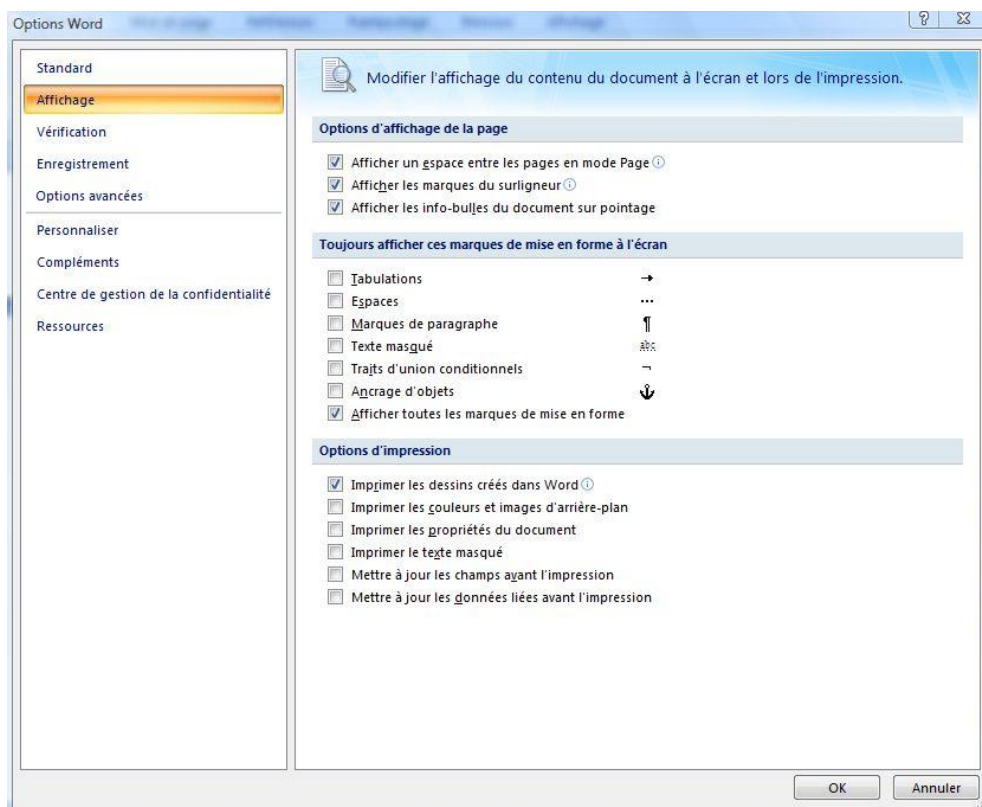 Options Word
Standard
Affichage
Vérification
Enregistrement
Options avancées
Personnaliser
Compléments
Centre de gestion de la confidentialité
Ressources
Modifier l'affichage du contenu du document à l'écran et lors de l'impression.
Options d'affichage de la page
Afficher un espace entre les pages en mode Page
Afficher les marques du surligneur
Afficher les info-bulles du document sur pointage
Toujours afficher ces marques de mise en forme à l'écran
Tabulations →
Espaces ...
Marques de paragraphe ¶
Texte masqué abc
Traits d'union conditionnels ¬
Ancrage d'objets
Afficher toutes les marques de mise en forme
Options d'impression
Imprimer les dessins créés dans Word
Imprimer les couleurs et images d'arrière-plan
Imprimer les propriétés du document
Imprimer le texte masqué
Mettre à jour les champs avant l'impression
Mettre à jour les données liées avant l'impression
OK Annuler